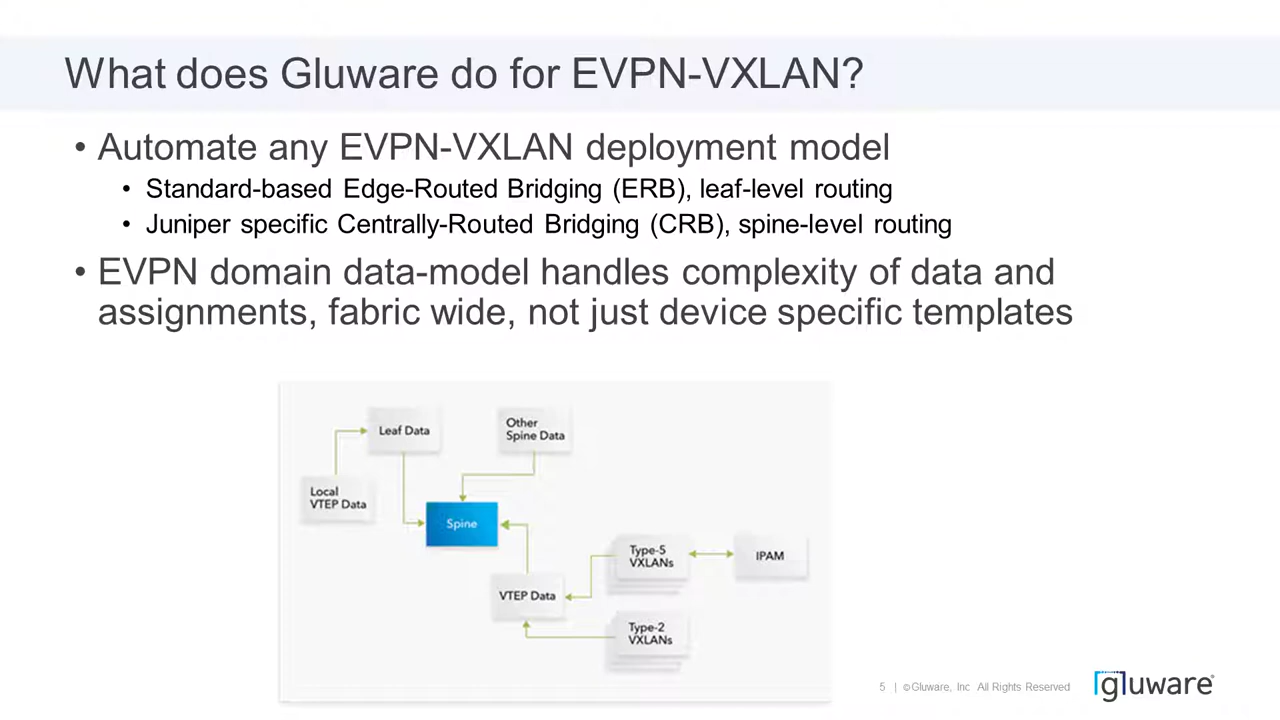 What does Gluware do for EVPN-VXLAN?
• Automate any EVPN-VXLAN deployment model
• Standard-based Edge-Routed Bridging (ERB), leaf-level routing
• Juniper specific Centrally-Routed Bridging (CRB), spine-level routing
• EVPN domain data-model handles complexity of data and
assignments, fabric wide, not just device specific templates
Leaf Data
Other
Spine Data
Local
VTEP Data
Spine
Type-5
VXLANs
IPAM
VTEP Data
Type-2
VXLANs
5 | ©Gluware, Inc All Rights Reserved
gluware